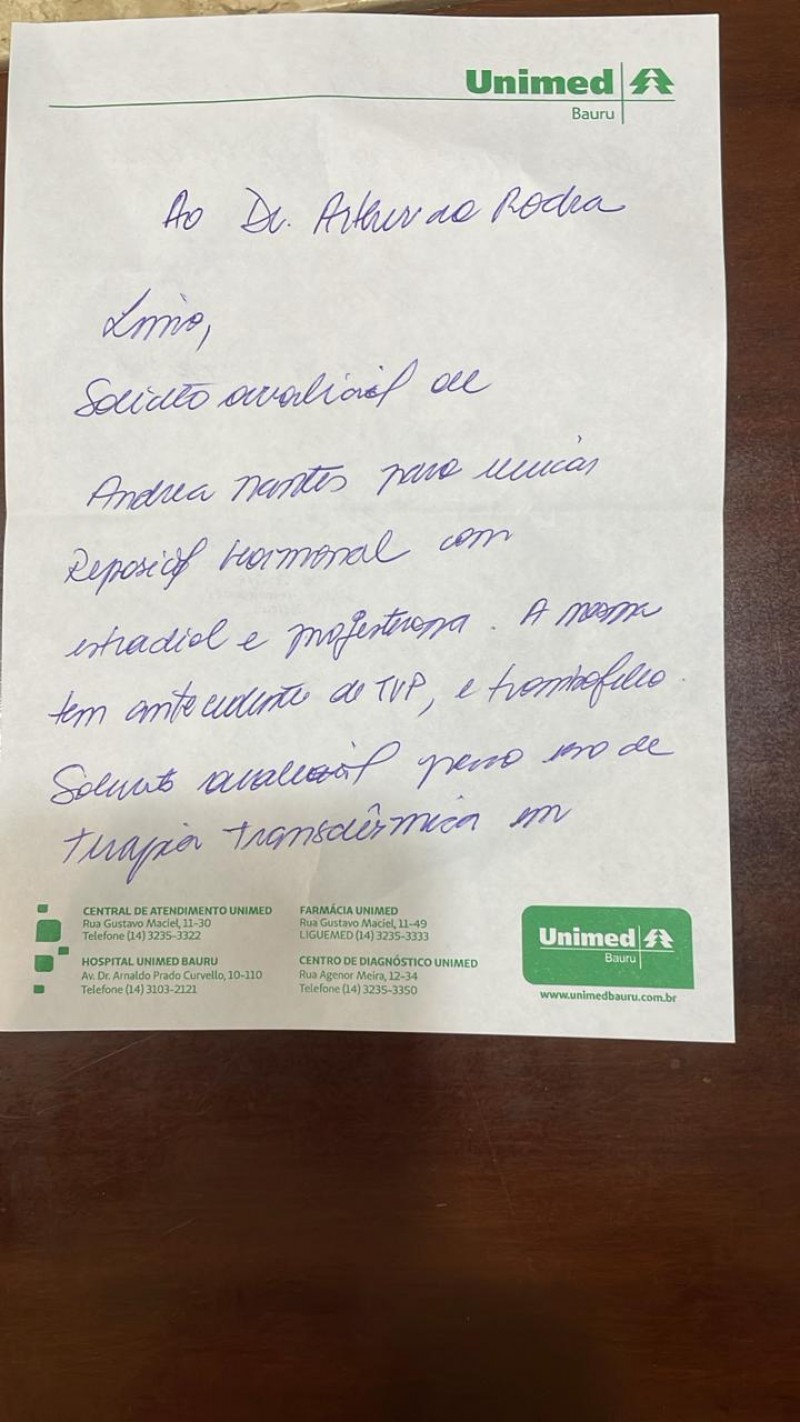 Unimed
Bauru
Ao Dr. Arthur da Rocha
Solicito avaliação de
Andrea Nantes para iniciar
Reposição hormonal com
estradiol e progesterona. A mesma
tem antecedente de TVP, e trombofilia.
Solicito avaliação para uso de
terapia transdérmica em
CENTRAL DE ATENDIMENTO UNIMED
Rua Gustavo Maciel, 11-30
Telefone (14) 3235-3322
HOSPITAL UNIMED BAURU
Av. Dr. Arnaldo Prado Curvello, 10-110
Telefone (14) 3103-2121
FARMÁCIA UNIMED
Rua Gustavo Maciel, 11-49
LIGUEMED (14) 3235-3333
CENTRO DE DIAGNÓSTICO UNIMED
Rua Agenor Meira, 12-34
Telefone (14) 3235-3350
Unimed
Bauru
www.unimedbauru.com.br